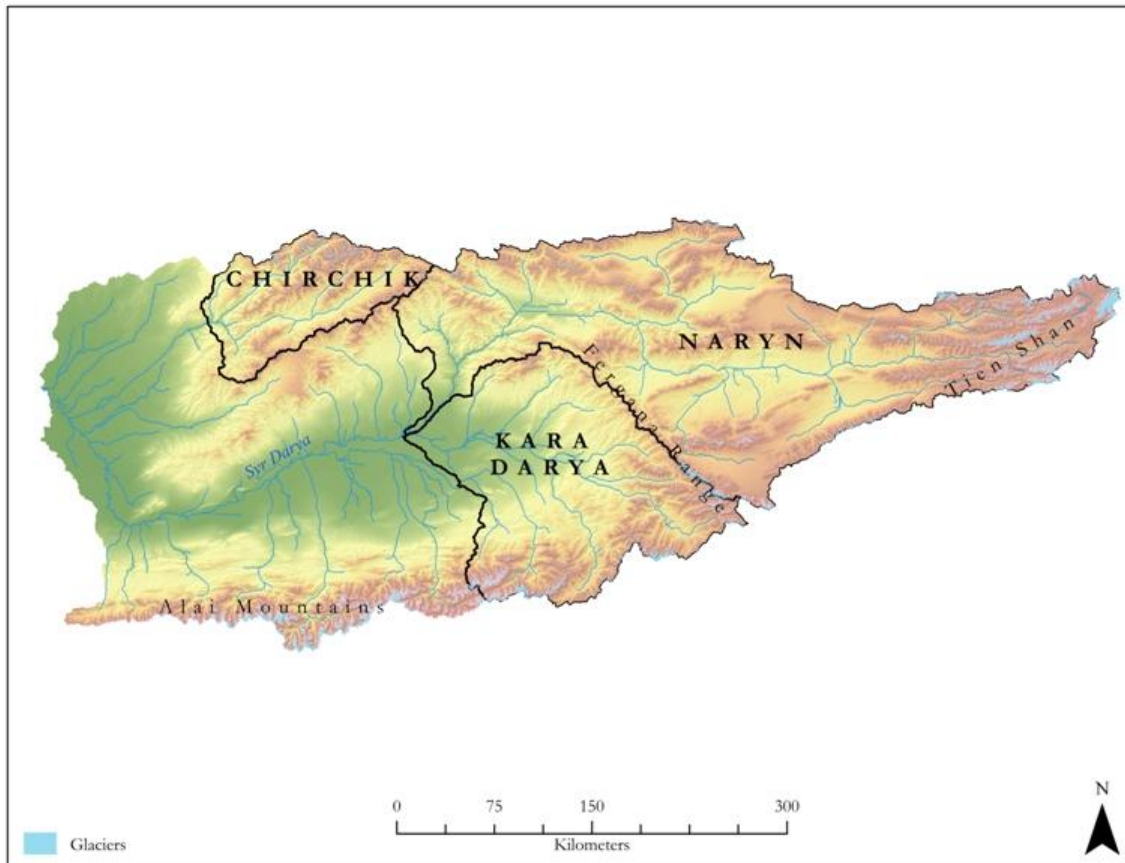 CHIRCHIK
NARYN
Tien Shan
Fergana Range
KARA
DARYA
Syr Darya
Alai Mountains
0 75 150 300
Kilometers
N
Glaciers